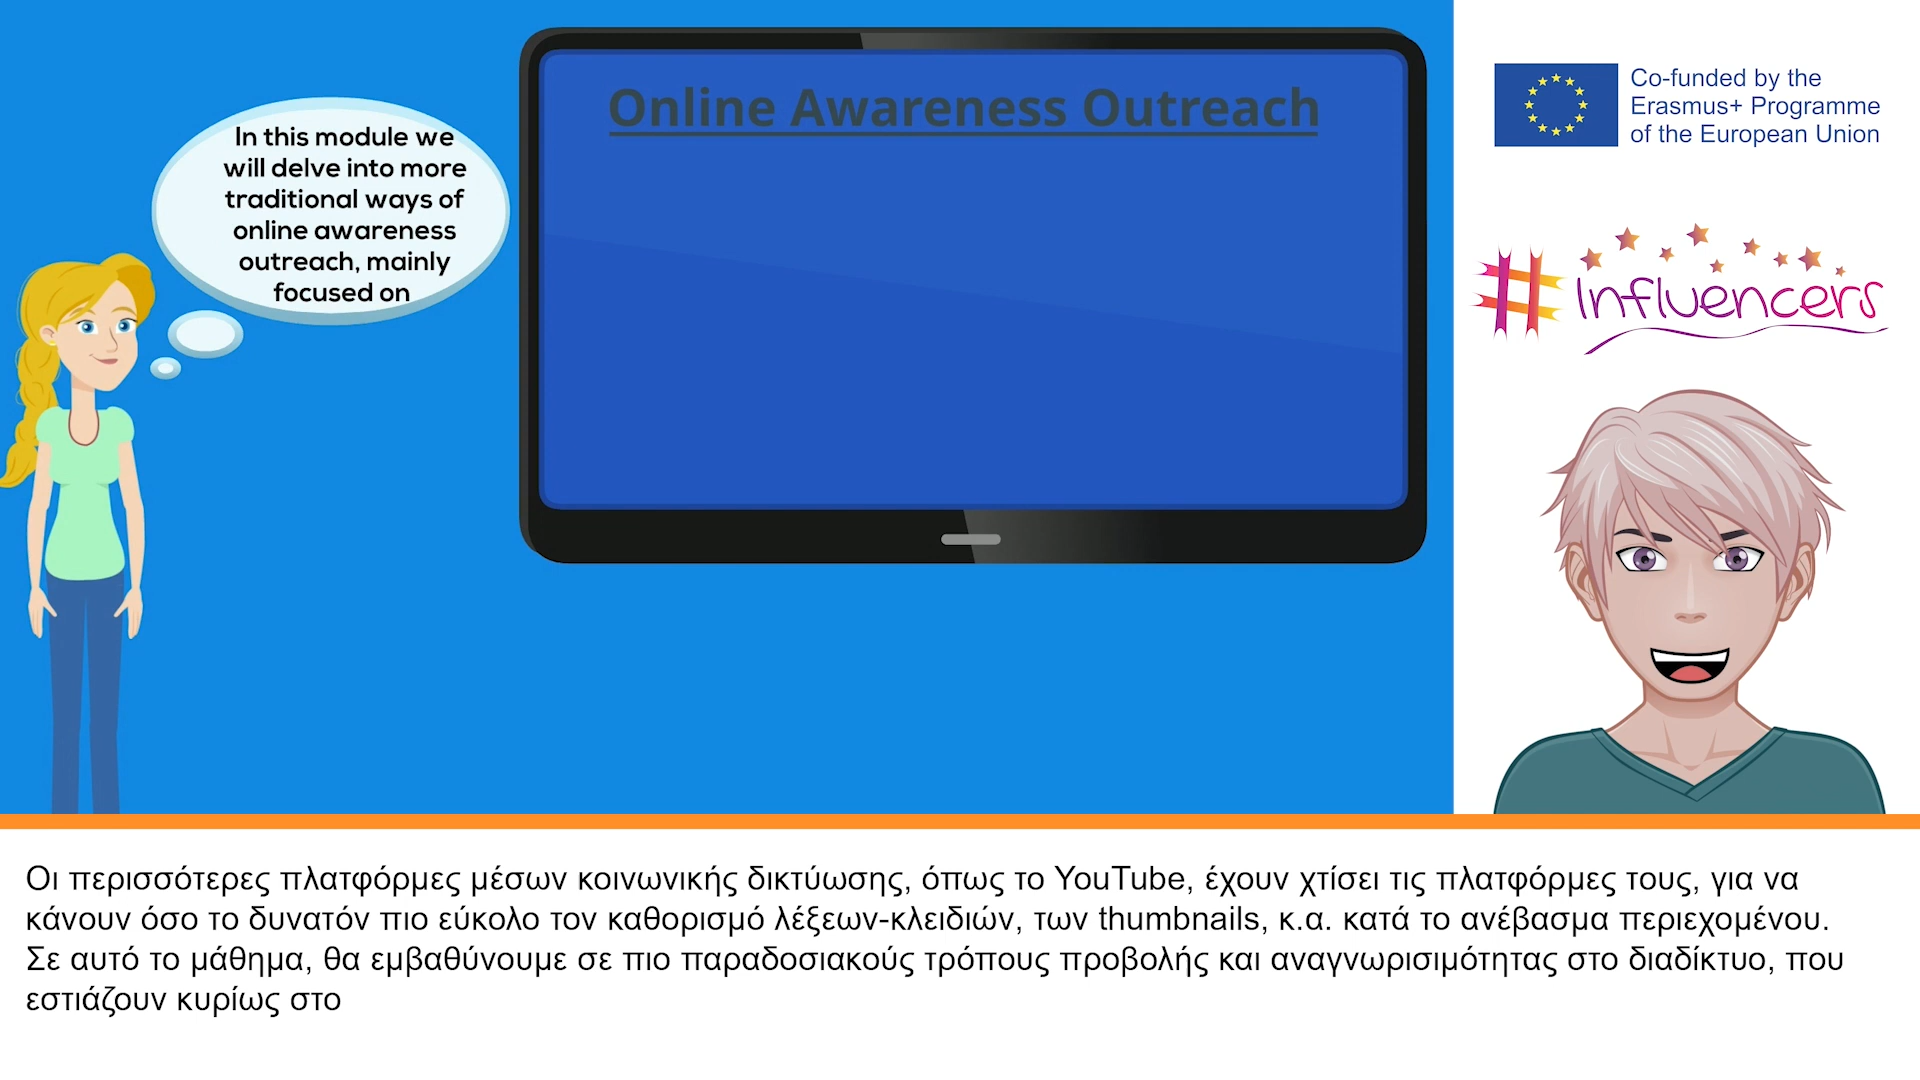 Online Awareness Outreach
In this module we
will delve into more
traditional ways of
online awareness
outreach, mainly
focused on
Co-funded by the
Erasmus+ Programme
of the European Union
#Influencers
Οι περισσότερες πλατφόρμες μέσων κοινωνικής δικτύωσης, όπως το YouTube, έχουν χτίσει τις πλατφόρμες τους, για να
κάνουν όσο το δυνατόν πιο εύκολο τον καθορισμό λέξεων-κλειδιών, των thumbnails, κ.α. κατά το ανέβασμα περιεχομένου.
Σε αυτό το μάθημα, θα εμβαθύνουμε σε πιο παραδοσιακούς τρόπους προβολής και αναγνωρισιμότητας στο διαδίκτυο, που
εστιάζουν κυρίως στο